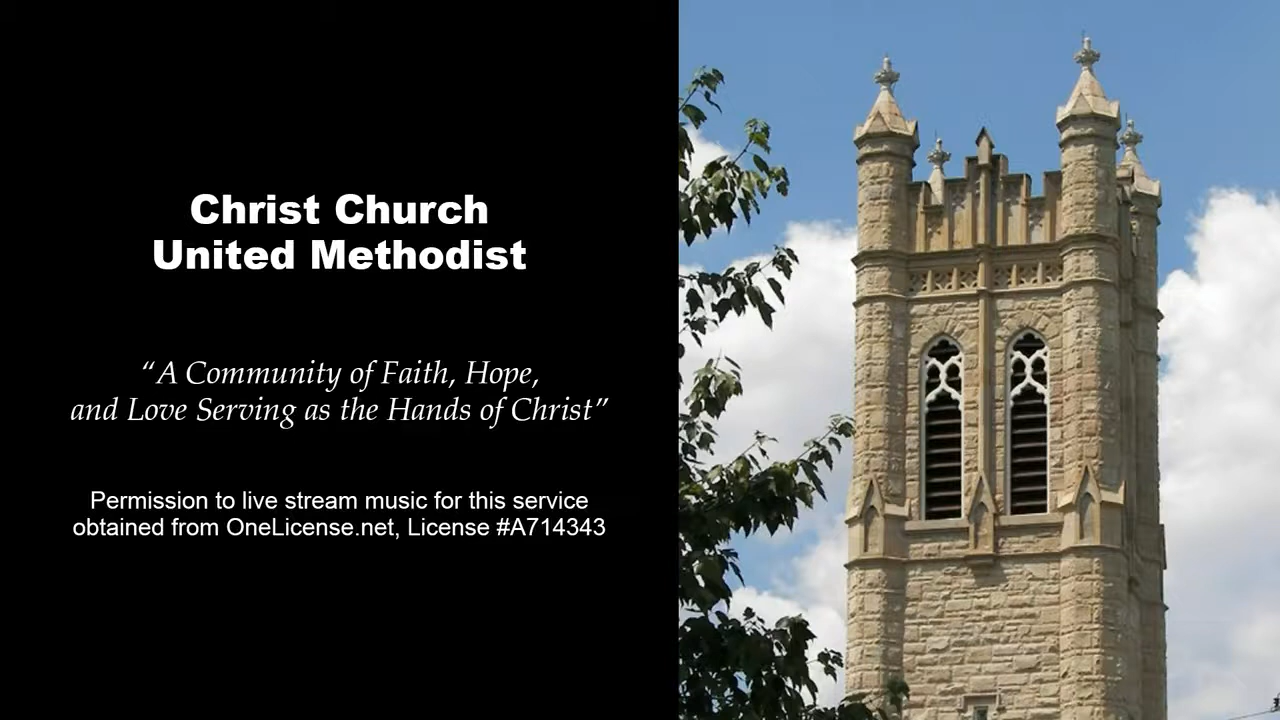 Christ Church
United Methodist
“A Community of Faith, Hope,
and Love Serving as the Hands of Christ”
Permission to live stream music for this service
obtained from OneLicense.net, License #A714343